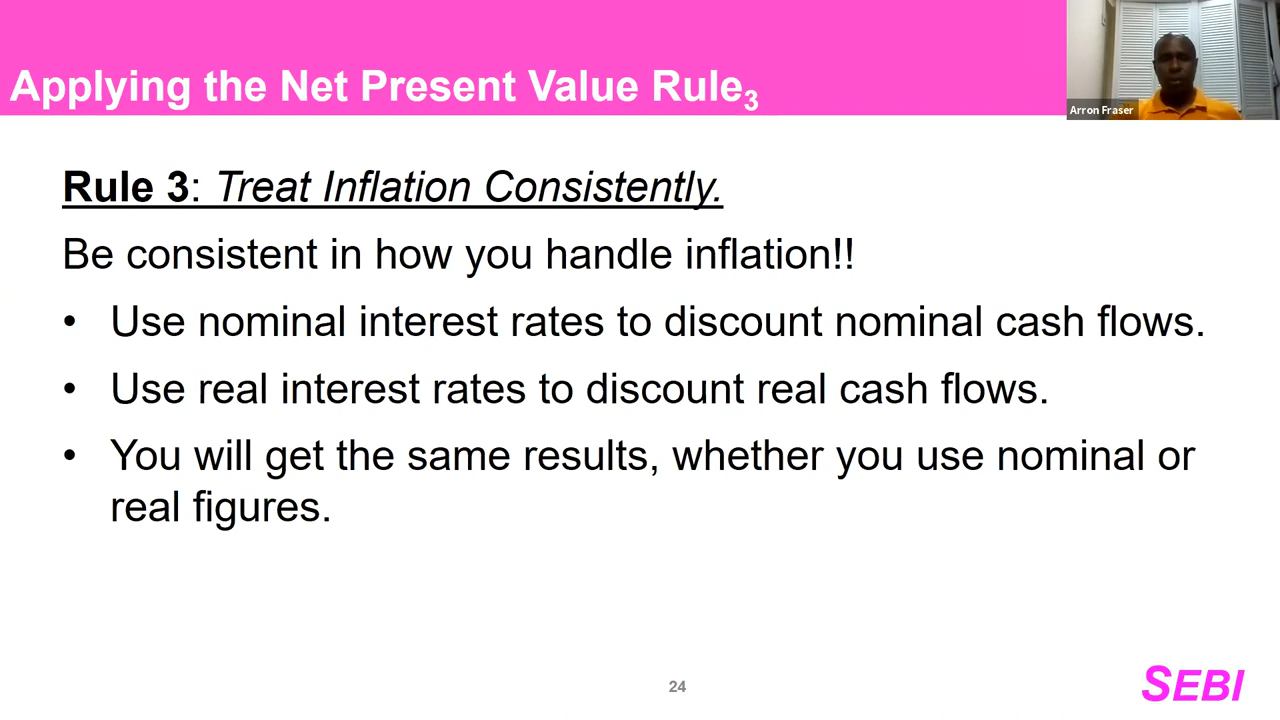 Applying the Net Present Value Rule3
Arron Fraser
Rule 3: Treat Inflation Consistently.
Be consistent in how you handle inflation!!
• Use nominal interest rates to discount nominal cash flows.
• Use real interest rates to discount real cash flows.
• You will get the same results, whether you use nominal or
real figures.
24
SEBI